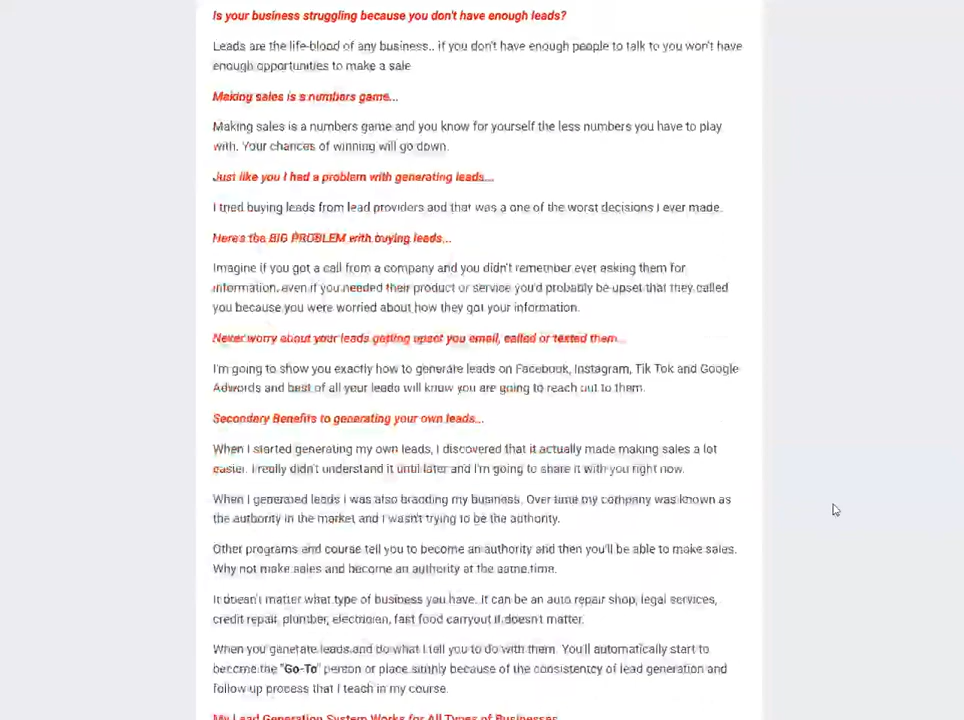 Is your business struggling because you don't have enough leads?
Leads are the life-blood of any business.. if you don't have enough people to talk to you won't have
enough opportunities to make a sale
Making sales is a numbers game...
Making sales is a numbers game and you know for yourself the less numbers you have to play
with. Your chances of winning will go down.
Just like you I had a problem with generating leads...
I tried buying leads from lead providers and that was a one of the worst decisions I ever made.
Here's the BIG PROBLEM with buying leads...
Imagine if you got a call from a company and you didn't remember ever asking them for
information, even if you needed their product or service you'd probably be upset that they called
you because you were worried about how they got your information.
Never worry about your leads getting upset you email, called or texted them...
I'm going to show you exactly how to generate leads on Facebook, Instagram, Tik Tok and Google
Adwords and best of all your leads will know you are going to reach out to them.
Secondary Benefits to generating your own leads...
When I started generating my own leads, I discovered that it actually made making sales a lot
easier. I really didn't understand it until later and I'm going to share it with you right now.
When I generated leads I was also branding my business. Over time my company was known as
the authority in the market and I wasn't trying to be the authority.
Other programs and course tell you to become an authority and then you'll be able to make sales.
Why not make sales and become an authority at the same time.
It doesn't matter what type of business you have. It can be an auto repair shop, legal services,
credit repair, plumber, electrician, fast food carryout it doesn't matter.
When you generate leads and do what I tell you to do with them. You'll automatically start to
become the "Go-To" person or place simply because of the consistency of lead generation and
follow up process that I teach in my course.
My Lead Generation System Works for All Types of Businesses